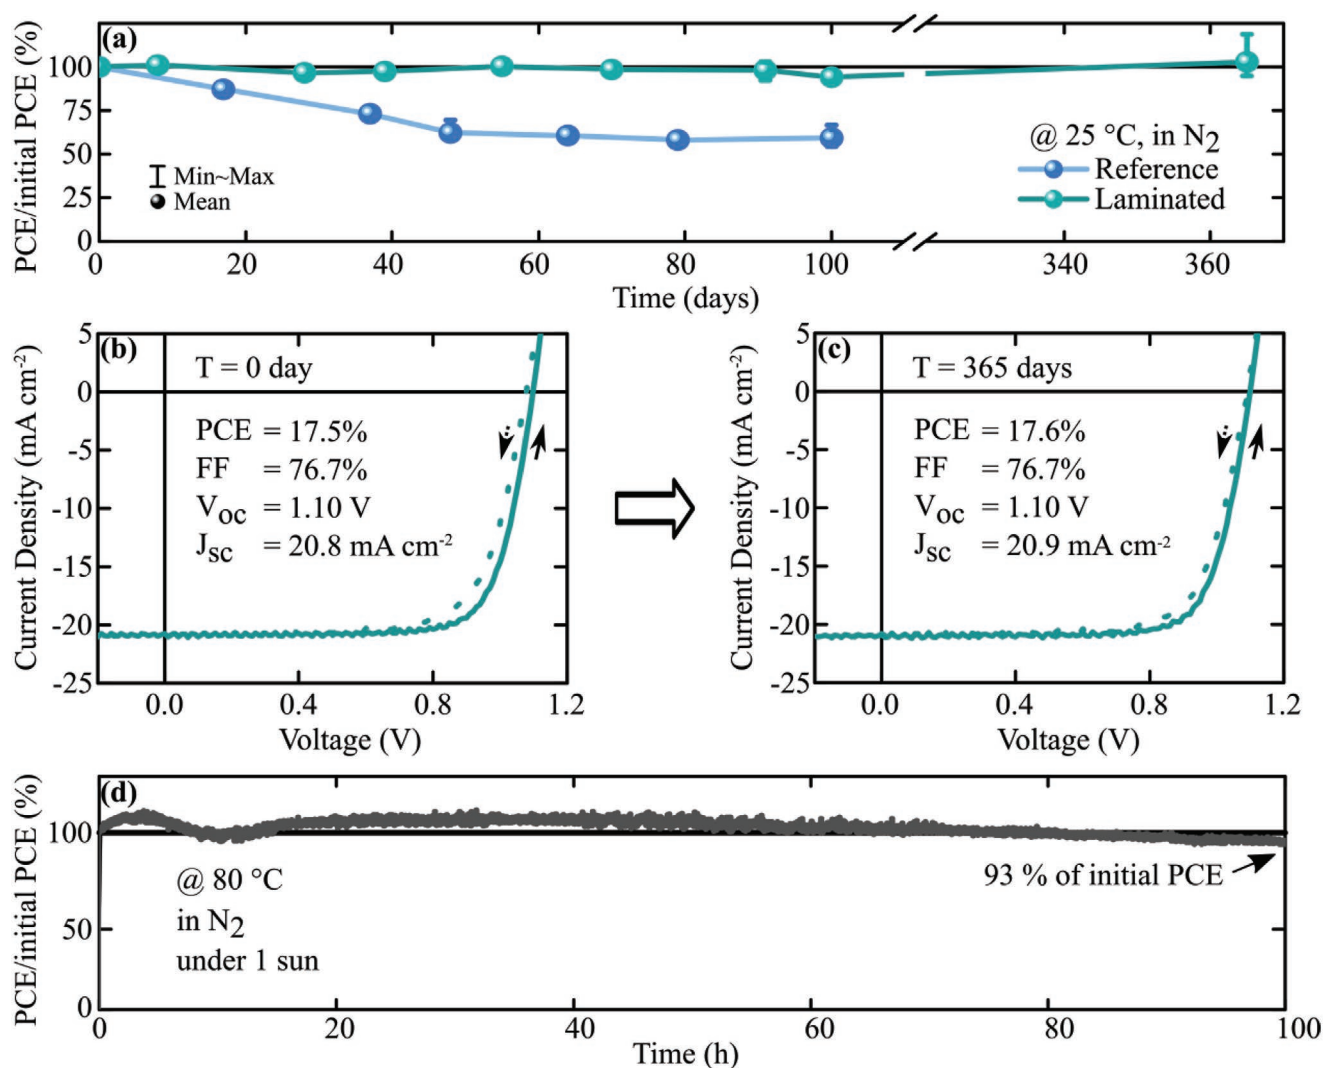 (a)
PCE/initial PCE (%)
100
75
50
25
0
Min~Max
Mean
@ 25 °C, in N2
Reference
Laminated
0 20 40 60 80 100 340 360
Time (days)
(b)
Current Density (mA cm-2)
5
0
-5
-10
-15
-20
-25
T = 0 day
PCE = 17.5%
FF = 76.7%
VOC = 1.10 V
JSC = 20.8 mA cm-2
0.0 0.4 0.8 1.2
Voltage (V)
(c)
Current Density (mA cm-2)
5
0
-5
-10
-15
-20
-25
T = 365 days
PCE = 17.6%
FF = 76.7%
VOC = 1.10 V
JSC = 20.9 mA cm-2
0.0 0.4 0.8 1.2
Voltage (V)
(d)
PCE/initial PCE (%)
100
50
0
@ 80 °C
in N2
under 1 sun
93 % of initial PCE
0 20 40 60 80 100
Time (h)